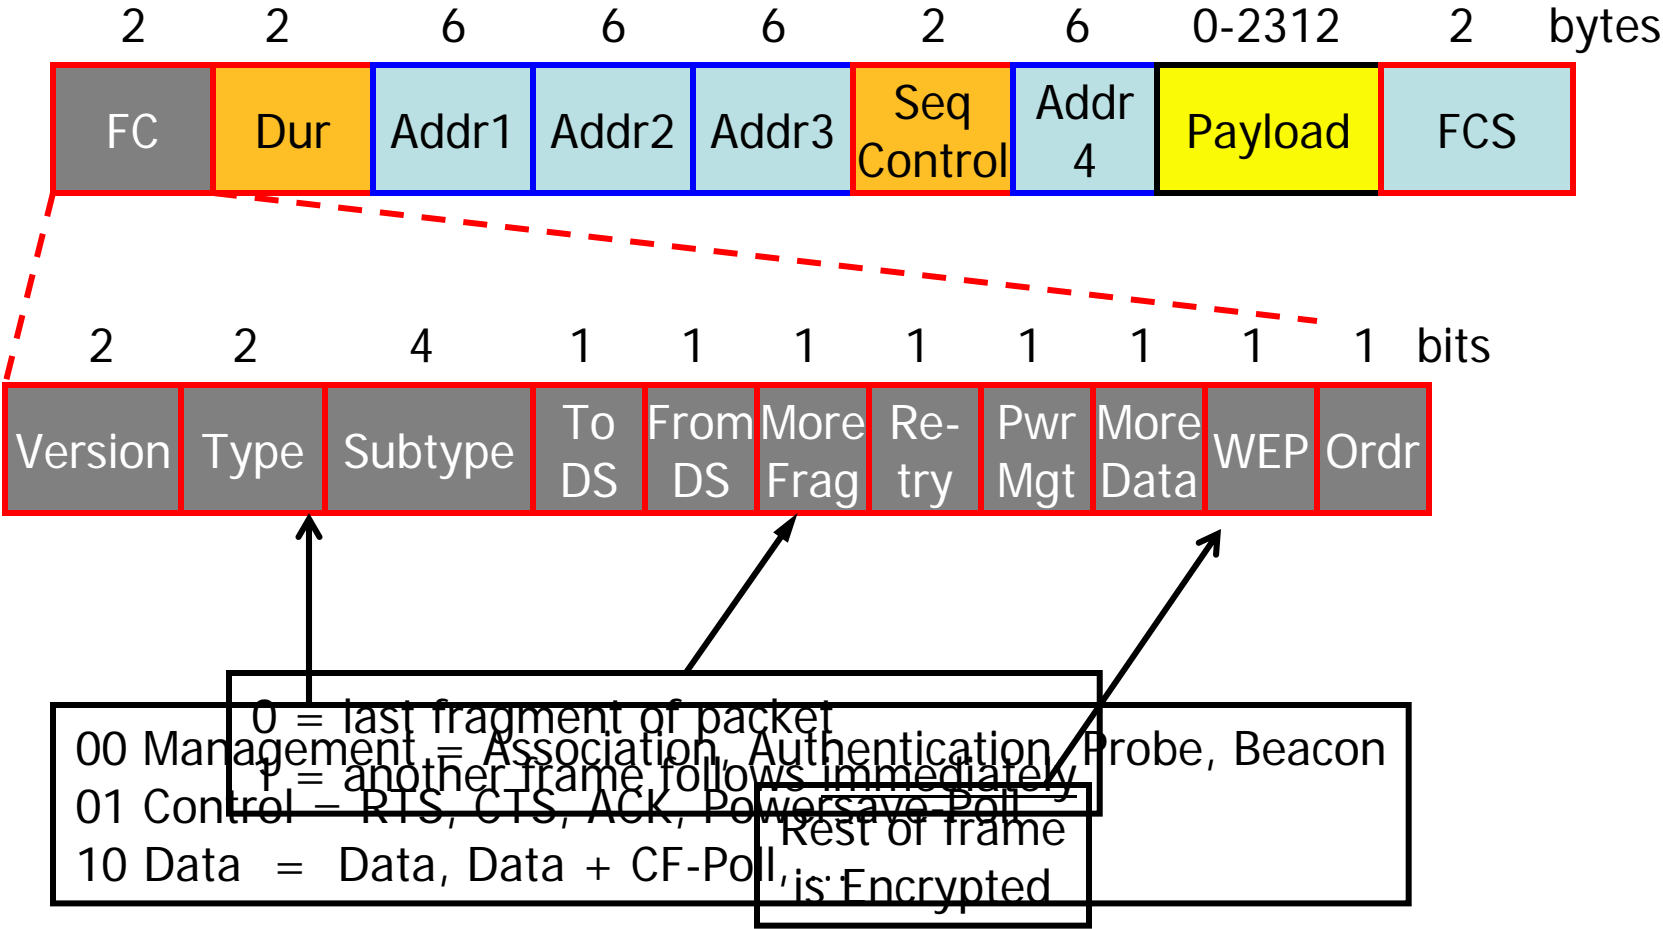 2 2 6 6 6 2 6 0-2312 2 bytes
FC Dur Addr1 Addr2 Addr3 Seq Control Addr 4 Payload FCS
2 2 4 1 1 1 1 1 1 1 1 bits
Version Type Subtype To DS From DS More Frag Re-try Pwr Mgt More Data WEP Ordr
0 = last fragment of packet
1 = another frame follows immediately
00 Management = Association, Authentication, Probe, Beacon
01 Control = RTS, CTS, ACK, Powersave-Poll
10 Data = Data, Data + CF-Poll, ...
Rest of frame
is Encrypted